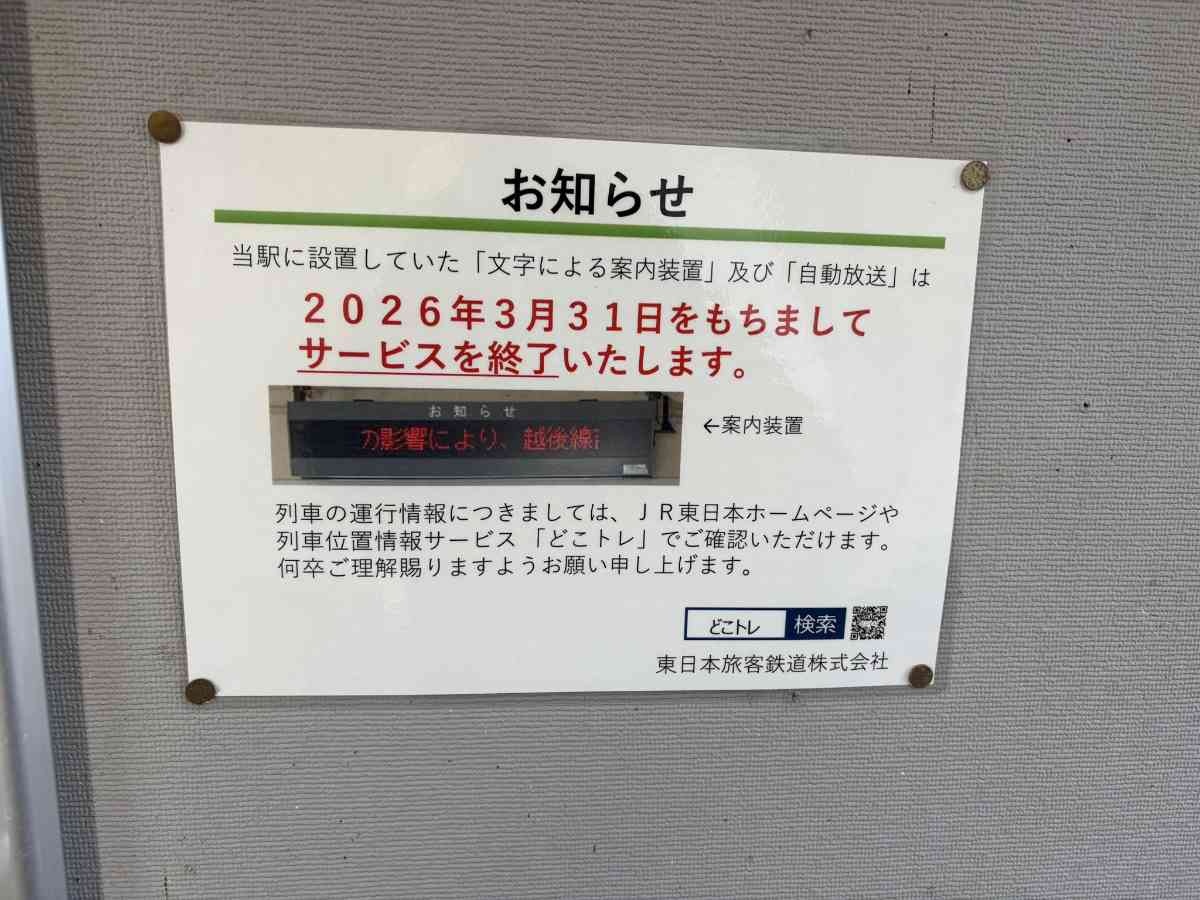 お知らせ
当駅に設置していた「文字による案内装置」及び「自動放送」は
２０２６年３月３１日をもちまして
サービスを終了いたします。
お知らせ
の影響により、越後線
←案内装置
列車の運行情報につきましては、ＪＲ東日本ホームページや
列車位置情報サービス「どこトレ」でご確認いただけます。
何卒ご理解賜りますようお願い申し上げます。
どこトレ 検索
東日本旅客鉄道株式会社